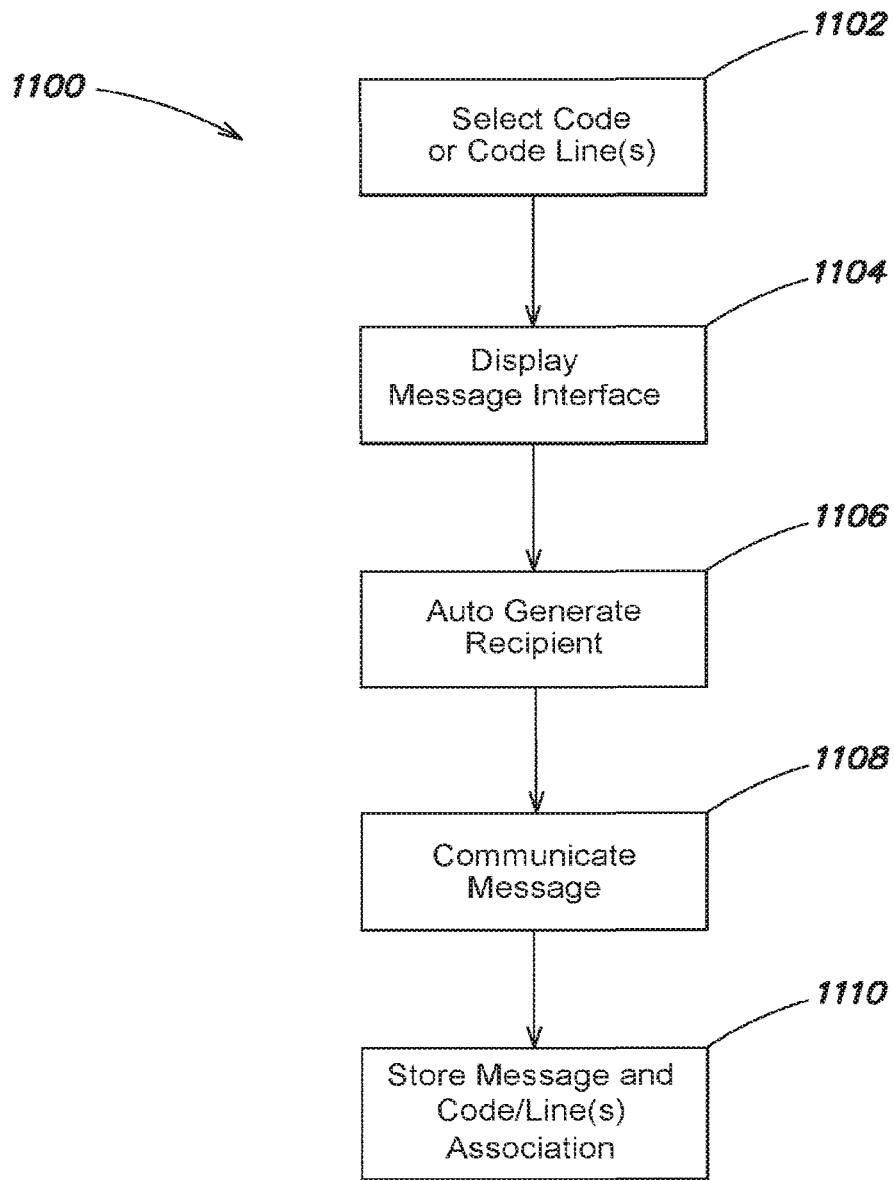 1100
1102
Select Code
or Code Line(s)
1104
Display
Message Interface
1106
Auto Generate
Recipient
1108
Communicate
Message
1110
Store Message and
Code/Line(s)
Association